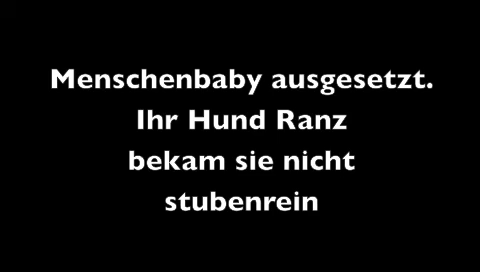 Menschenbaby ausgesetzt.
Ihr Hund Ranz
bekam sie nicht
stubenrein